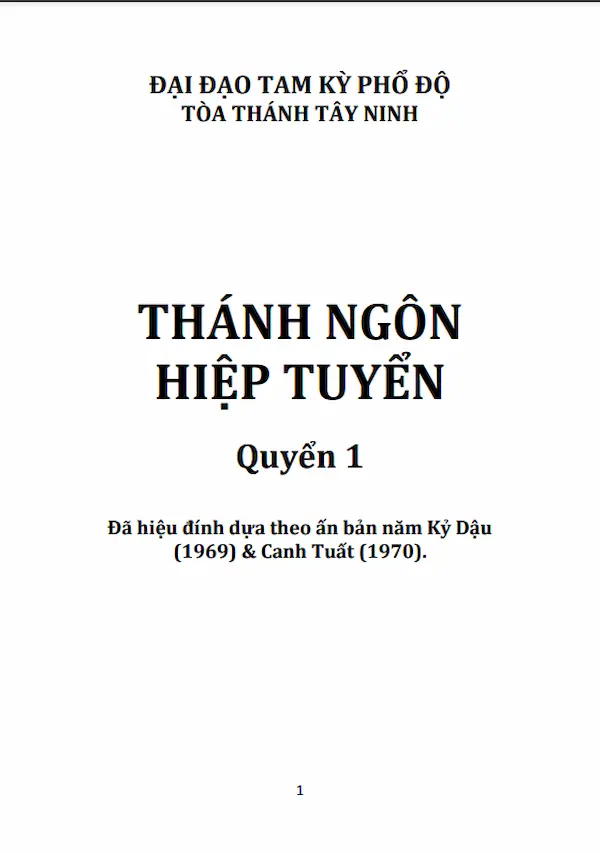 ĐẠI ĐẠO TAM KỲ PHỔ ĐỘ
TÒA THÁNH TÂY NINH
THÁNH NGÔN
HIỆP TUYỂN
Quyển 1
Đã hiệu đính dựa theo ấn bản năm Kỷ Dậu
(1969) & Canh Tuất (1970).
1